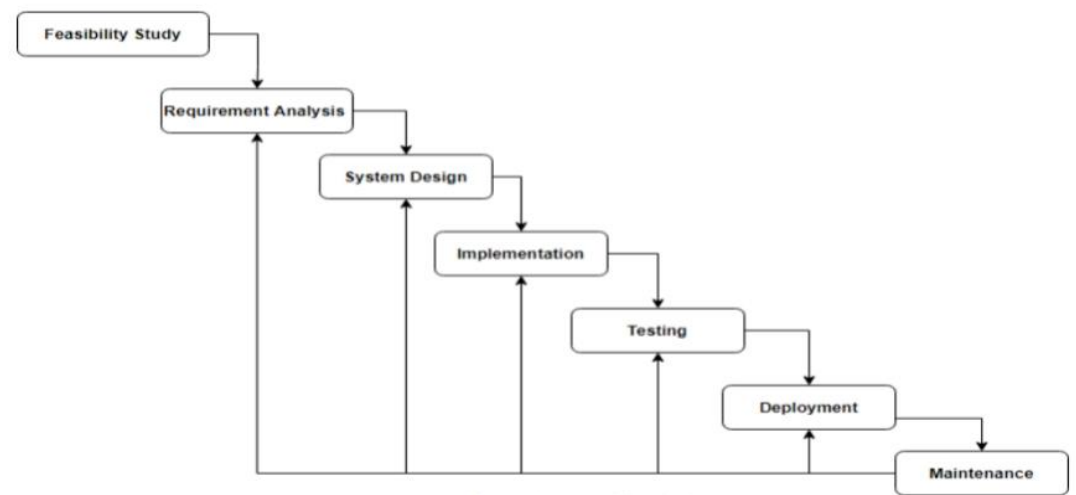 Feasibility Study
Requirement Analysis
System Design
Implementation
Testing
Deployment
Maintenance